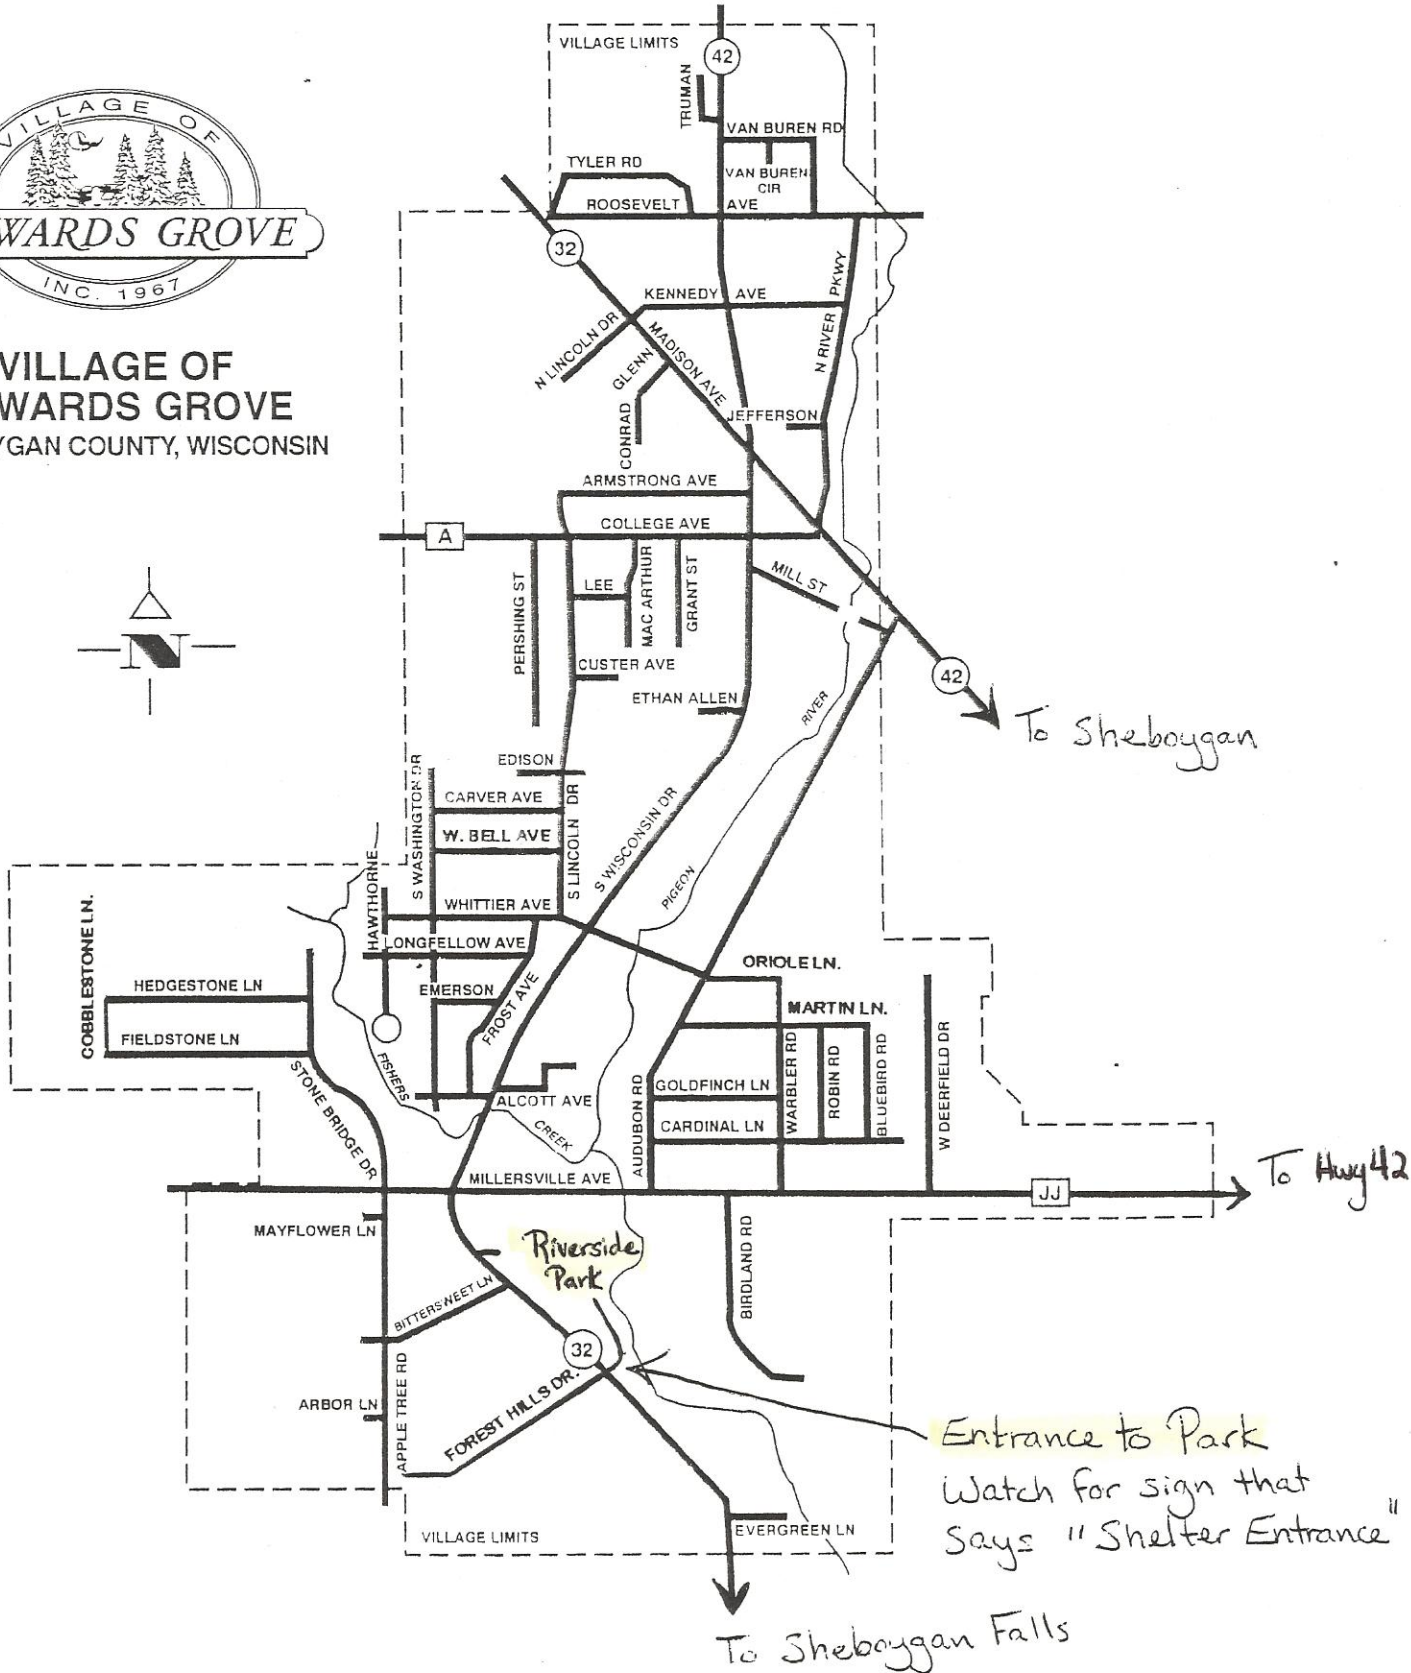 VILLAGE OF
WARDS GROVE
INC. 1967
VILLAGE OF
WARDS GROVE
YGAN COUNTY, WISCONSIN
N
VILLAGE LIMITS
42
TRUMAN
VAN BUREN RD
TYLER RD
VAN BUREN
CIR
ROOSEVELT AVE
32
KENNEDY AVE
N RIVER PKWY
N LINCOLN DR
MADISON AVE
GLENN
CONRAD
JEFFERSON
ARMSTRONG AVE
A
COLLEGE AVE
MILL ST
PERSHING ST
LEE
MAC ARTHUR
GRANT ST
CUSTER AVE
ETHAN ALLEN
42
To Sheboygan
PIGEON RIVER
EDISON
S WASHINGTON DR
CARVER AVE
W. BELL AVE
S LINCOLN DR
S WISCONSIN DR
HAWTHORNE
WHITTIER AVE
LONGFELLOW AVE
COBBLESTONE LN.
HEDGESTONE LN
FIELDSTONE LN
EMERSON
FROST AVE
ORIOLE LN.
MARTIN LN.
STONE BRIDGE DR
FISHERS CREEK
ALCOTT AVE
AUDUBON RD
GOLDFINCH LN
CARDINAL LN
WARBLER RD
ROBIN RD
BLUEBIRD RD
W DEERFIELD DR
MILLERSVILLE AVE
JJ
To Hwy 42
MAYFLOWER LN
Riverside
Park
BIRDLAND RD
BITTERSWEET LN
32
ARBOR LN
APPLE TREE RD
FOREST HILLS DR.
Entrance to Park
Watch for sign that
says "Shelter Entrance"
VILLAGE LIMITS
EVERGREEN LN
To Sheboygan Falls